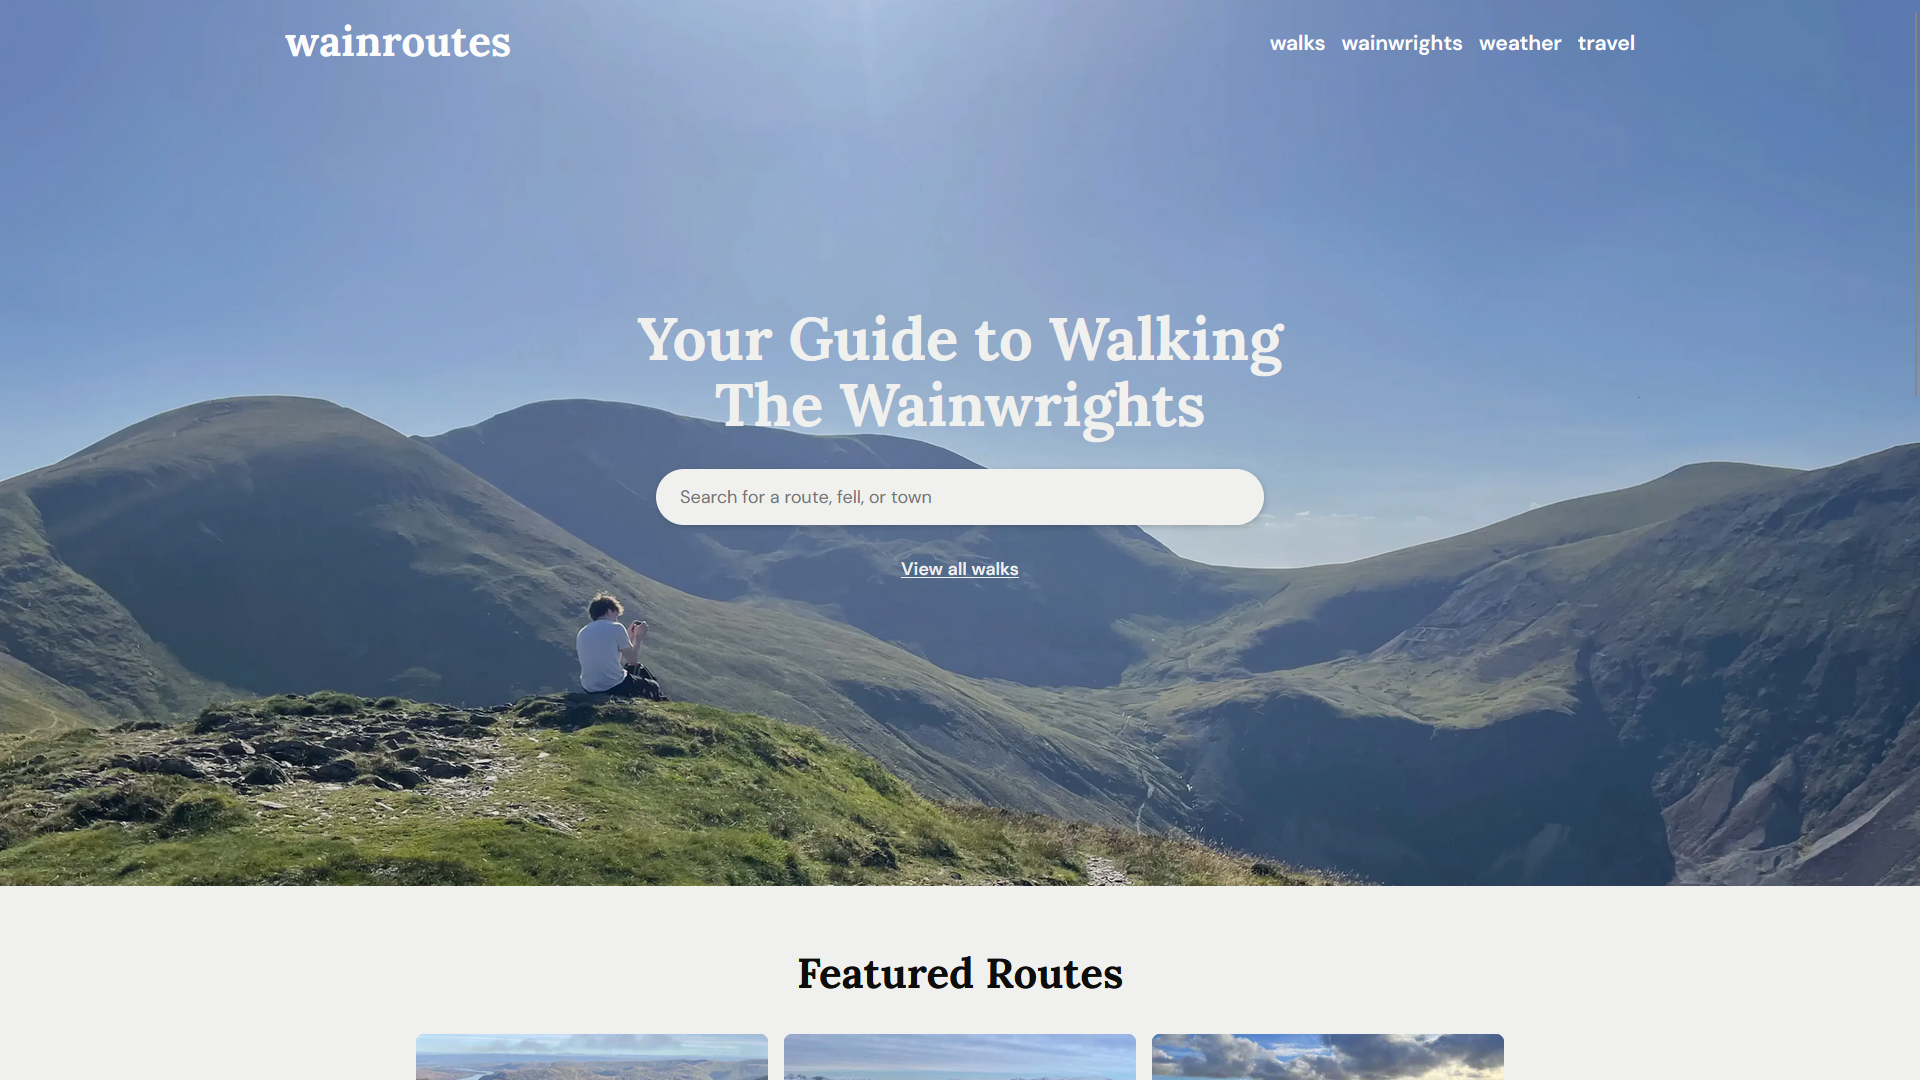 wainroutes
walks wainwrights weather travel
Your Guide to Walking
The Wainwrights
Search for a route, fell, or town
View all walks
Featured Routes